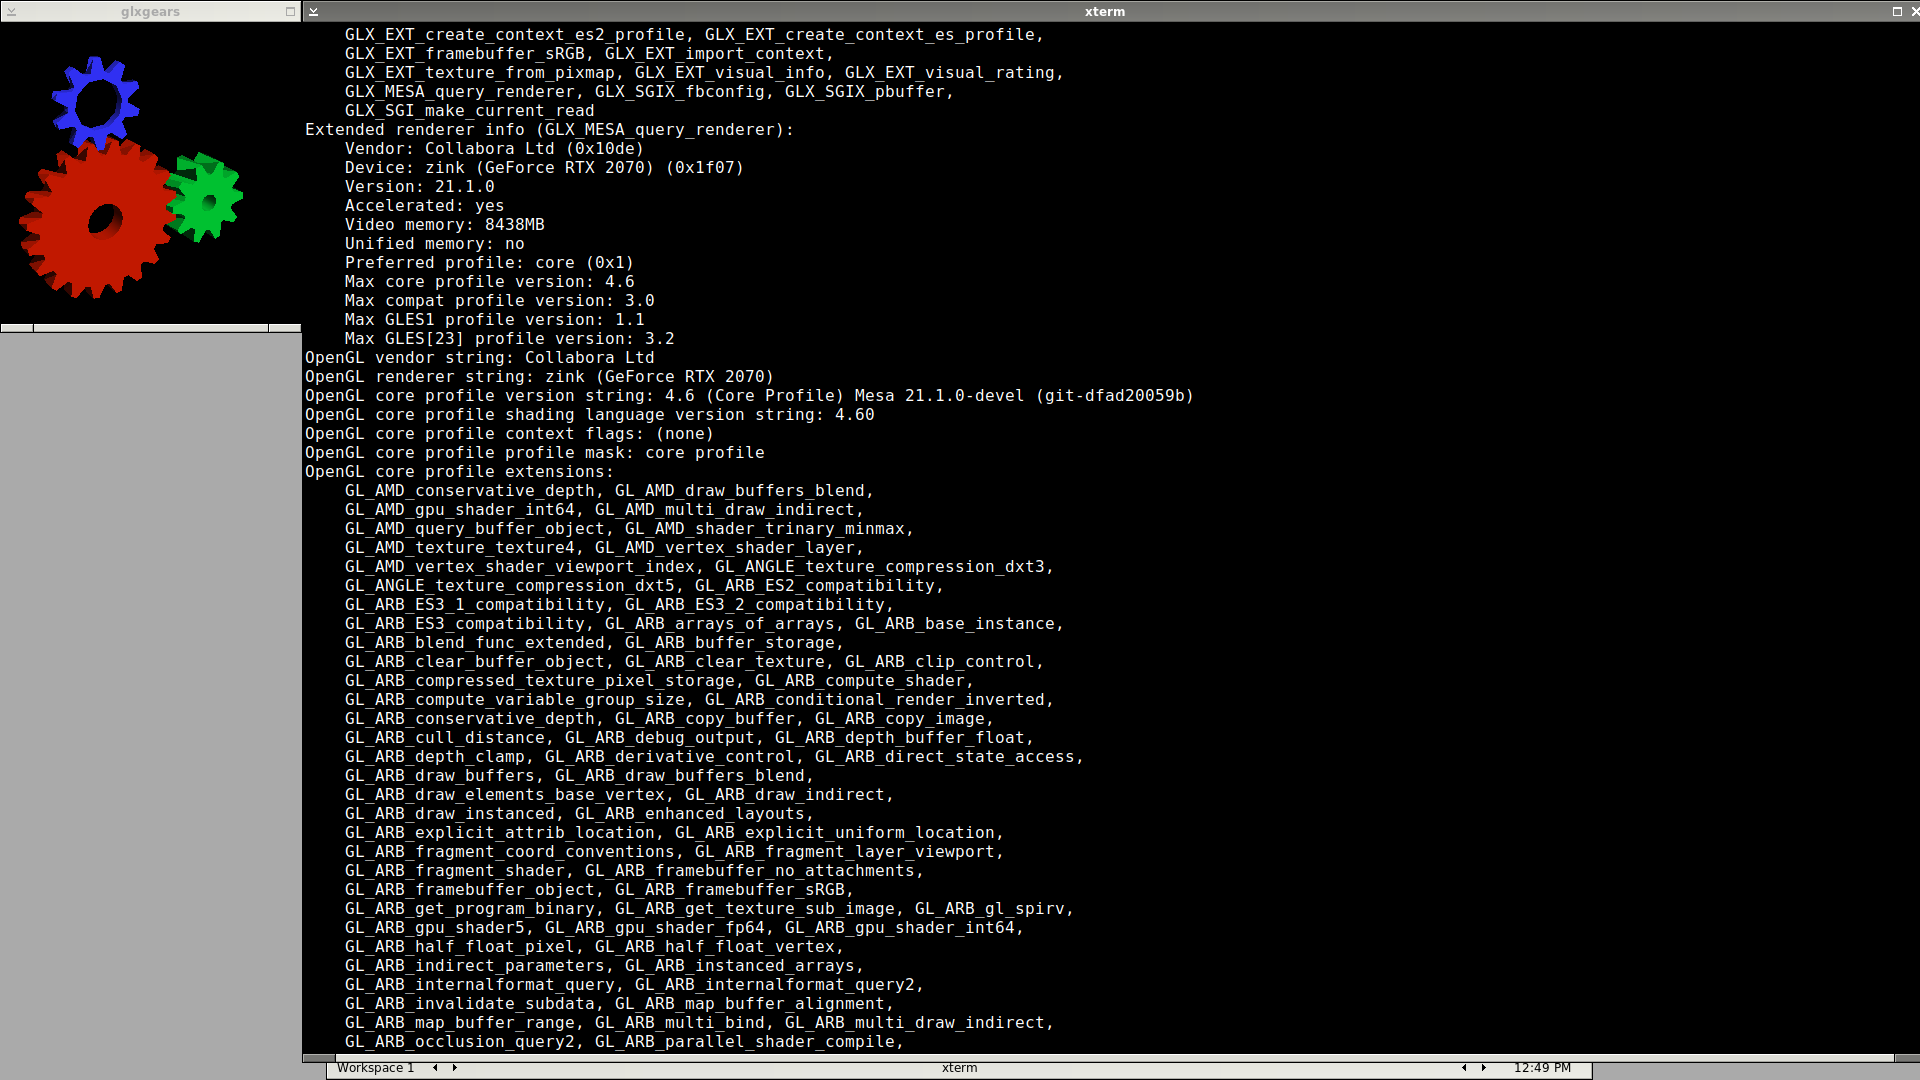 glxgears
xterm
GLX_EXT_create_context_es2_profile, GLX_EXT_create_context_es_profile,
GLX_EXT_framebuffer_sRGB, GLX_EXT_import_context,
GLX_EXT_texture_from_pixmap, GLX_EXT_visual_info, GLX_EXT_visual_rating,
GLX_MESA_query_renderer, GLX_SGIX_fbconfig, GLX_SGIX_pbuffer,
GLX_SGI_make_current_read
Extended renderer info (GLX_MESA_query_renderer):
Vendor: Collabora Ltd (0x10de)
Device: zink (GeForce RTX 2070) (0x1f07)
Version: 21.1.0
Accelerated: yes
Video memory: 8438MB
Unified memory: no
Preferred profile: core (0x1)
Max core profile version: 4.6
Max compat profile version: 3.0
Max GLES1 profile version: 1.1
Max GLES[23] profile version: 3.2
OpenGL vendor string: Collabora Ltd
OpenGL renderer string: zink (GeForce RTX 2070)
OpenGL core profile version string: 4.6 (Core Profile) Mesa 21.1.0-devel (git-dfad20059b)
OpenGL core profile shading language version string: 4.60
OpenGL core profile context flags: (none)
OpenGL core profile profile mask: core profile
OpenGL core profile extensions:
GL_AMD_conservative_depth, GL_AMD_draw_buffers_blend,
GL_AMD_gpu_shader_int64, GL_AMD_multi_draw_indirect,
GL_AMD_query_buffer_object, GL_AMD_shader_trinary_minmax,
GL_AMD_texture_texture4, GL_AMD_vertex_shader_layer,
GL_AMD_vertex_shader_viewport_index, GL_ANGLE_texture_compression_dxt3,
GL_ANGLE_texture_compression_dxt5, GL_ARB_ES2_compatibility,
GL_ARB_ES3_1_compatibility, GL_ARB_ES3_2_compatibility,
GL_ARB_ES3_compatibility, GL_ARB_arrays_of_arrays, GL_ARB_base_instance,
GL_ARB_blend_func_extended, GL_ARB_buffer_storage,
GL_ARB_clear_buffer_object, GL_ARB_clear_texture, GL_ARB_clip_control,
GL_ARB_compressed_texture_pixel_storage, GL_ARB_compute_shader,
GL_ARB_compute_variable_group_size, GL_ARB_conditional_render_inverted,
GL_ARB_conservative_depth, GL_ARB_copy_buffer, GL_ARB_copy_image,
GL_ARB_cull_distance, GL_ARB_debug_output, GL_ARB_depth_buffer_float,
GL_ARB_depth_clamp, GL_ARB_derivative_control, GL_ARB_direct_state_access,
GL_ARB_draw_buffers, GL_ARB_draw_buffers_blend,
GL_ARB_draw_elements_base_vertex, GL_ARB_draw_indirect,
GL_ARB_draw_instanced, GL_ARB_enhanced_layouts,
GL_ARB_explicit_attrib_location, GL_ARB_explicit_uniform_location,
GL_ARB_fragment_coord_conventions, GL_ARB_fragment_layer_viewport,
GL_ARB_fragment_shader, GL_ARB_framebuffer_no_attachments,
GL_ARB_framebuffer_object, GL_ARB_framebuffer_sRGB,
GL_ARB_get_program_binary, GL_ARB_get_texture_sub_image, GL_ARB_gl_spirv,
GL_ARB_gpu_shader5, GL_ARB_gpu_shader_fp64, GL_ARB_gpu_shader_int64,
GL_ARB_half_float_pixel, GL_ARB_half_float_vertex,
GL_ARB_indirect_parameters, GL_ARB_instanced_arrays,
GL_ARB_internalformat_query, GL_ARB_internalformat_query2,
GL_ARB_invalidate_subdata, GL_ARB_map_buffer_alignment,
GL_ARB_map_buffer_range, GL_ARB_multi_bind, GL_ARB_multi_draw_indirect,
GL_ARB_occlusion_query2, GL_ARB_parallel_shader_compile,
Workspace 1 xterm 12:49 PM